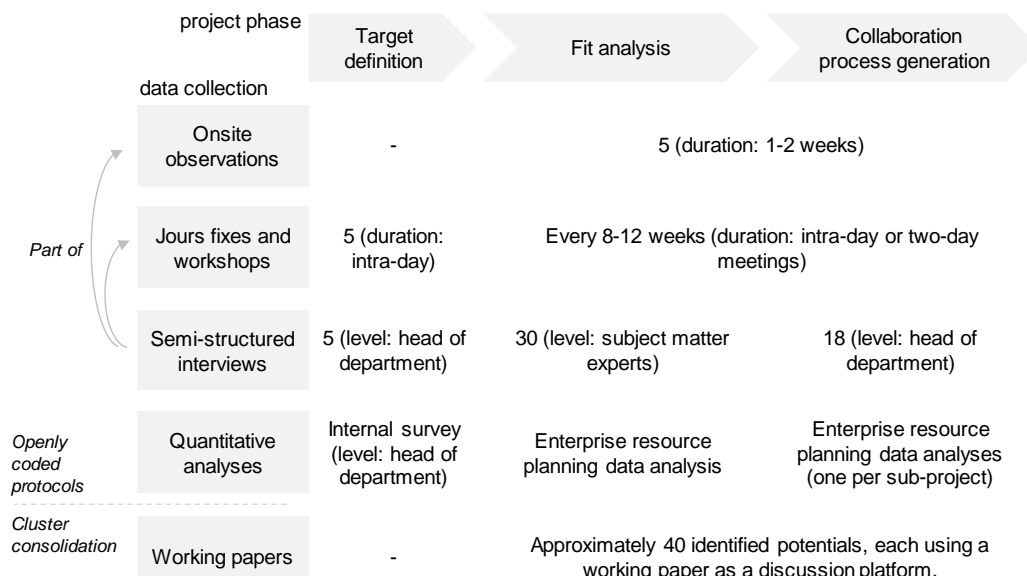 project phase
Target
definition
Fit analysis
Collaboration
process generation
data collection
Onsite
observations
-
5 (duration: 1-2 weeks)
Part of
Jours fixes and
workshops
5 (duration:
intra-day)
Every 8-12 weeks (duration: intra-day or two-day
meetings)
Semi-structured
interviews
5 (level: head of
department)
30 (level: subject matter
experts)
18 (level: head of
department)
Openly
coded
protocols
Quantitative
analyses
Internal survey
(level: head of
department)
Enterprise resource
planning data analysis
Enterprise resource
planning data analyses
(one per sub-project)
Cluster
consolidation
Working papers
-
Approximately 40 identified potentials, each using a
working paper as a discussion platform.